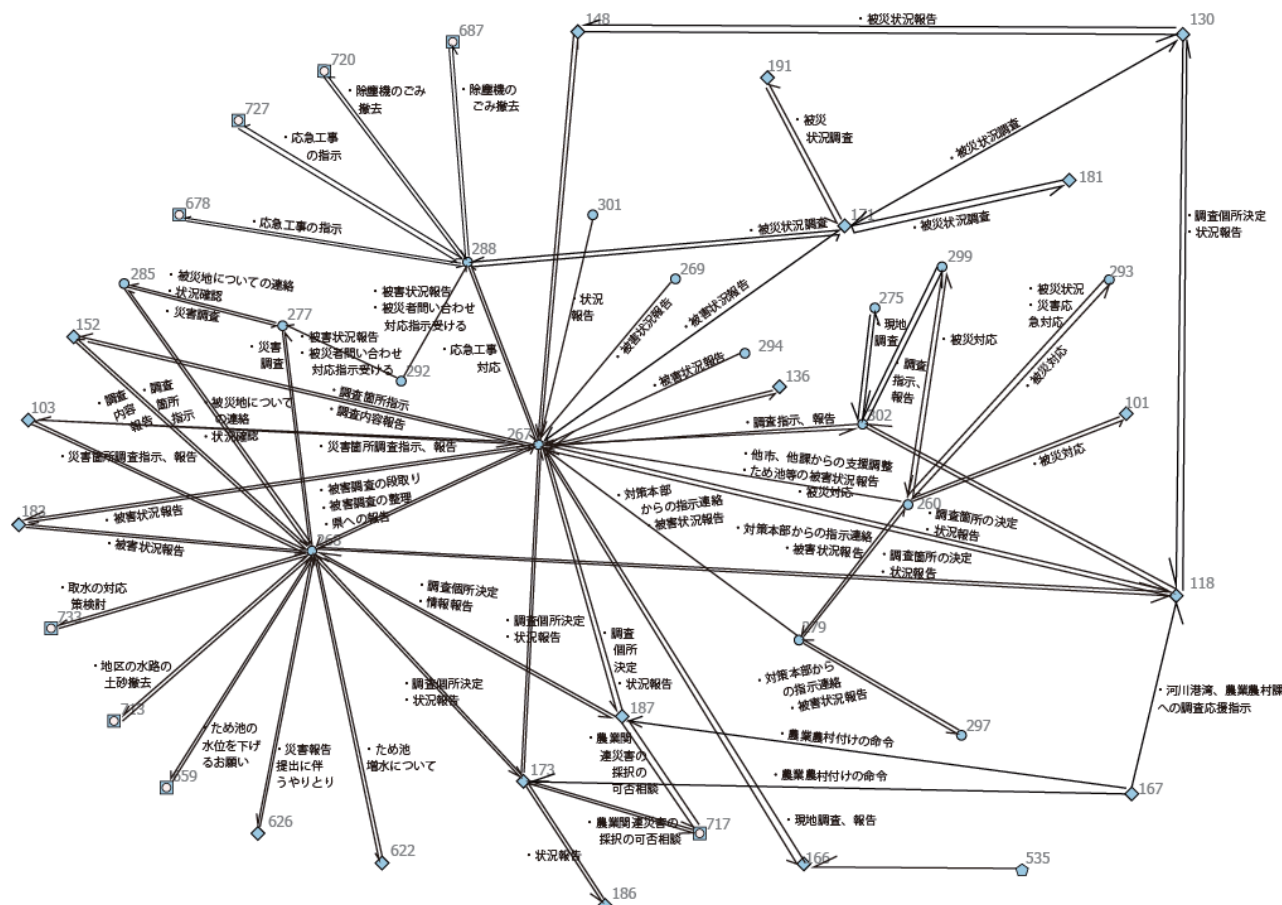 148
・被災状況報告
130
687
720
・除塵機のごみ
撤去
・除塵機の
ごみ撤去
191
727
・応急工事
の指示
・被災
状況調査
・被災状況調査
181
678
・応急工事の指示
301
171
・被災状況調査
・被災状況調査
・調査個所決定
・状況報告
288
285
・被災地についての連絡
・状況確認
・災害調査
277
・被害状況報告
・被災者問い合わせ
対応指示受ける
・状況
報告
269
・被害状況報告
・被害状況報告
299
275
・現地
調査
・被災対応
・被災状況
・災害応
急対応
293
152
・災害
調査
・被害状況報告
・被災者問い合わせ
対応指示受ける
292
・応急工事
対応
294
・被害状況報告
136
・調査
指示、
報告
・被災対応
・調査
内容
報告
・調査
箇所
指示
・被災地について
の連絡
・状況確認
・調査箇所指示
・調査内容報告
103
267
・調査指示、報告
302
101
・災害箇所調査指示、報告
・災害箇所調査指示、報告
・他市、他課からの支援調整
・ため池等の被害状況報告
・被災対応
・被災対応
・被害調査の段取り
・被害調査の整理
・県への報告
・対策本部
からの指示連絡
・被害状況報告
260
183
・被害状況報告
・被害状況報告
・対策本部からの指示連絡
・被害状況報告
・調査箇所の決定
・状況報告
・調査箇所の決定
・状況報告
118
・取水の対応
策検討
733
・調査個所決定
・情報報告
・調査個所決定
・状況報告
・調査
個所
決定
・状況報告
279
・地区の水路の
土砂撤去
713
・調査個所決定
・状況報告
・対策本部から
の指示連絡
・被害状況報告
・河川港湾、農業農村課
への調査応援指示
187
297
・ため池の
水位を下げ
るお願い
・災害報告
提出に伴
うやりとり
・ため池
増水について
・農業関
連災害の
採択の
可否相談
・農業農村付けの命令
・農業農村付けの命令
659
173
167
626
・農業関連災害の
採択の可否相談
717
・現地調査、報告
622
・状況報告
166
535
186